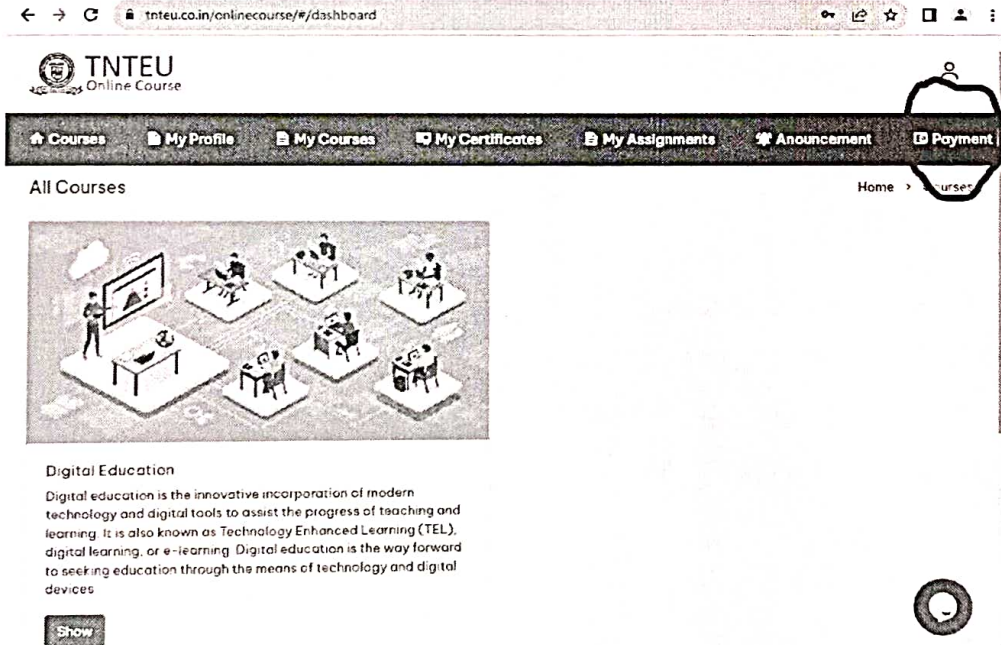 tnteu.co.in/onlinecourse/#/dashboard
TNTEU
Online Course
Courses
My Profile
My Courses
My Certificates
My Assignments
Anouncement
Payment
All Courses
Home > Courses
Digital Education
Digital education is the innovative incorporation of modern
technology and digital tools to assist the progress of teaching and
learning. It is also known as Technology Enhanced Learning (TEL),
digital learning, or e-learning. Digital education is the way forward
to seeking education through the means of technology and digital
devices
Show